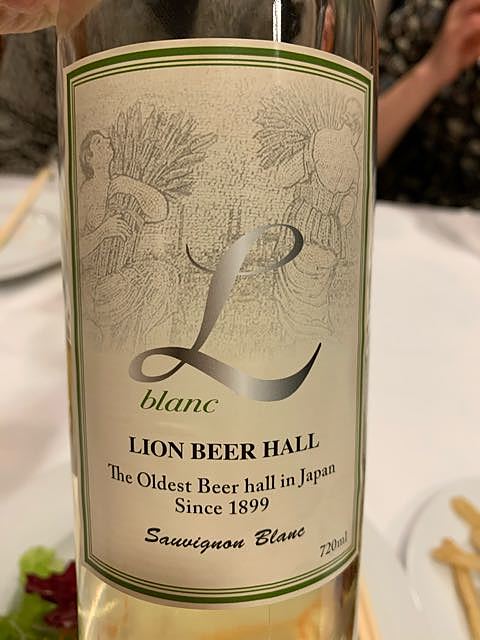 L
blanc
LION BEER HALL
The Oldest Beer hall in Japan
Since 1899
Sauvignon Blanc
720ml